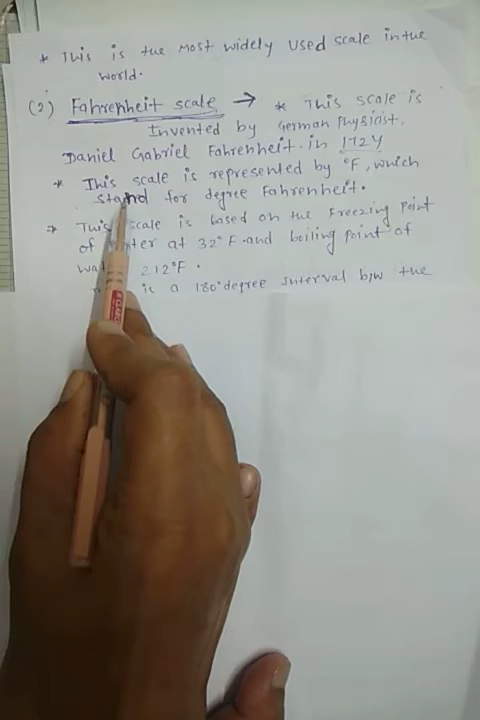 * This is the most widely used scale in the
world.
(2) Fahrenheit scale → * This scale is
Invented by German Physicist,
Daniel Gabriel Fahrenheit in 1724
* This scale is represented by °F, which
stand for degree Fahrenheit.
* This scale is based on the Freezing point
of water at 32°F and boiling point of
212°F.
is a 180° degree interval b/w the